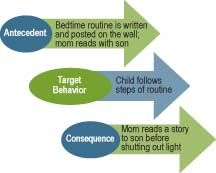 Antecedent
Bedtime routine is written
and posted on the wall;
mom reads with son
Target
Behavior
Child follows
steps of routine
Consequence
Mom reads a story
to son before
shutting out light